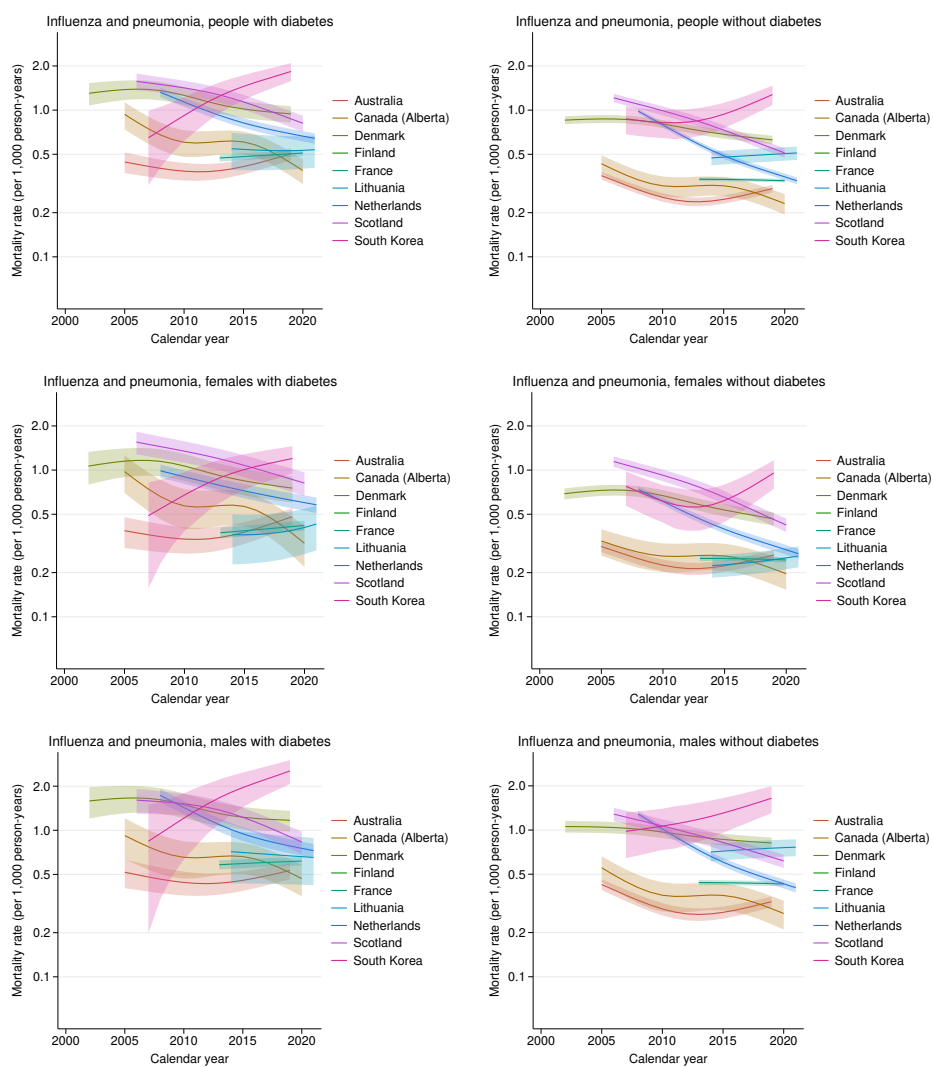 Influenza and pneumonia, people with diabetes
Mortality rate (per 1,000 person-years)
2.0
1.0
0.5
0.2
0.1
2000 2005 2010 2015 2020
Calendar year
Australia
Canada (Alberta)
Denmark
Finland
France
Lithuania
Netherlands
Scotland
South Korea
Influenza and pneumonia, people without diabetes
Mortality rate (per 1,000 person-years)
2.0
1.0
0.5
0.2
0.1
2000 2005 2010 2015 2020
Calendar year
Australia
Canada (Alberta)
Denmark
Finland
France
Lithuania
Netherlands
Scotland
South Korea
Influenza and pneumonia, females with diabetes
Mortality rate (per 1,000 person-years)
2.0
1.0
0.5
0.2
0.1
2000 2005 2010 2015 2020
Calendar year
Australia
Canada (Alberta)
Denmark
Finland
France
Lithuania
Netherlands
Scotland
South Korea
Influenza and pneumonia, females without diabetes
Mortality rate (per 1,000 person-years)
2.0
1.0
0.5
0.2
0.1
2000 2005 2010 2015 2020
Calendar year
Australia
Canada (Alberta)
Denmark
Finland
France
Lithuania
Netherlands
Scotland
South Korea
Influenza and pneumonia, males with diabetes
Mortality rate (per 1,000 person-years)
2.0
1.0
0.5
0.2
0.1
2000 2005 2010 2015 2020
Calendar year
Australia
Canada (Alberta)
Denmark
Finland
France
Lithuania
Netherlands
Scotland
South Korea
Influenza and pneumonia, males without diabetes
Mortality rate (per 1,000 person-years)
2.0
1.0
0.5
0.2
0.1
2000 2005 2010 2015 2020
Calendar year
Australia
Canada (Alberta)
Denmark
Finland
France
Lithuania
Netherlands
Scotland
South Korea